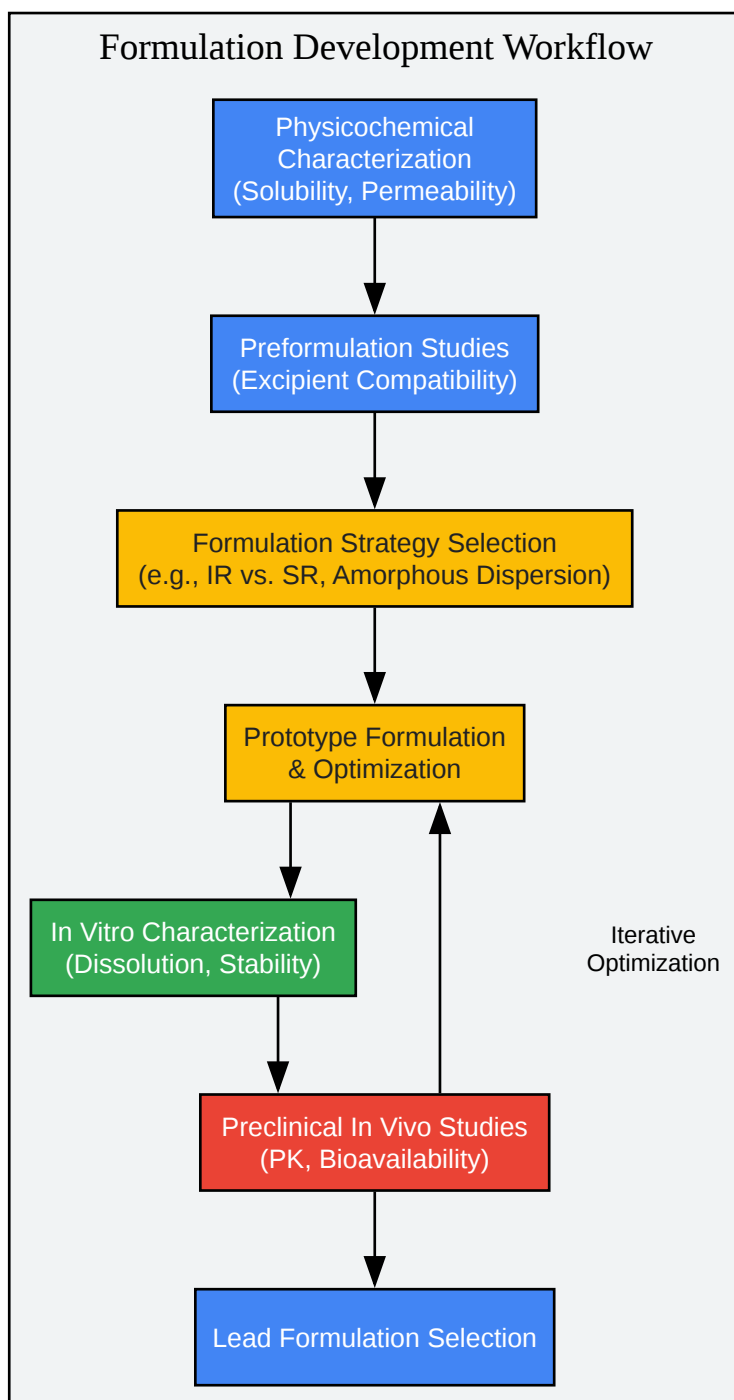 Formulation Development Workflow
Physicochemical
Characterization
(Solubility, Permeability)
Preformulation Studies
(Excipient Compatibility)
Formulation Strategy Selection
(e.g., IR vs. SR, Amorphous Dispersion)
Prototype Formulation
& Optimization
In Vitro Characterization
(Dissolution, Stability)
Iterative
Optimization
Preclinical In Vivo Studies
(PK, Bioavailability)
Lead Formulation Selection